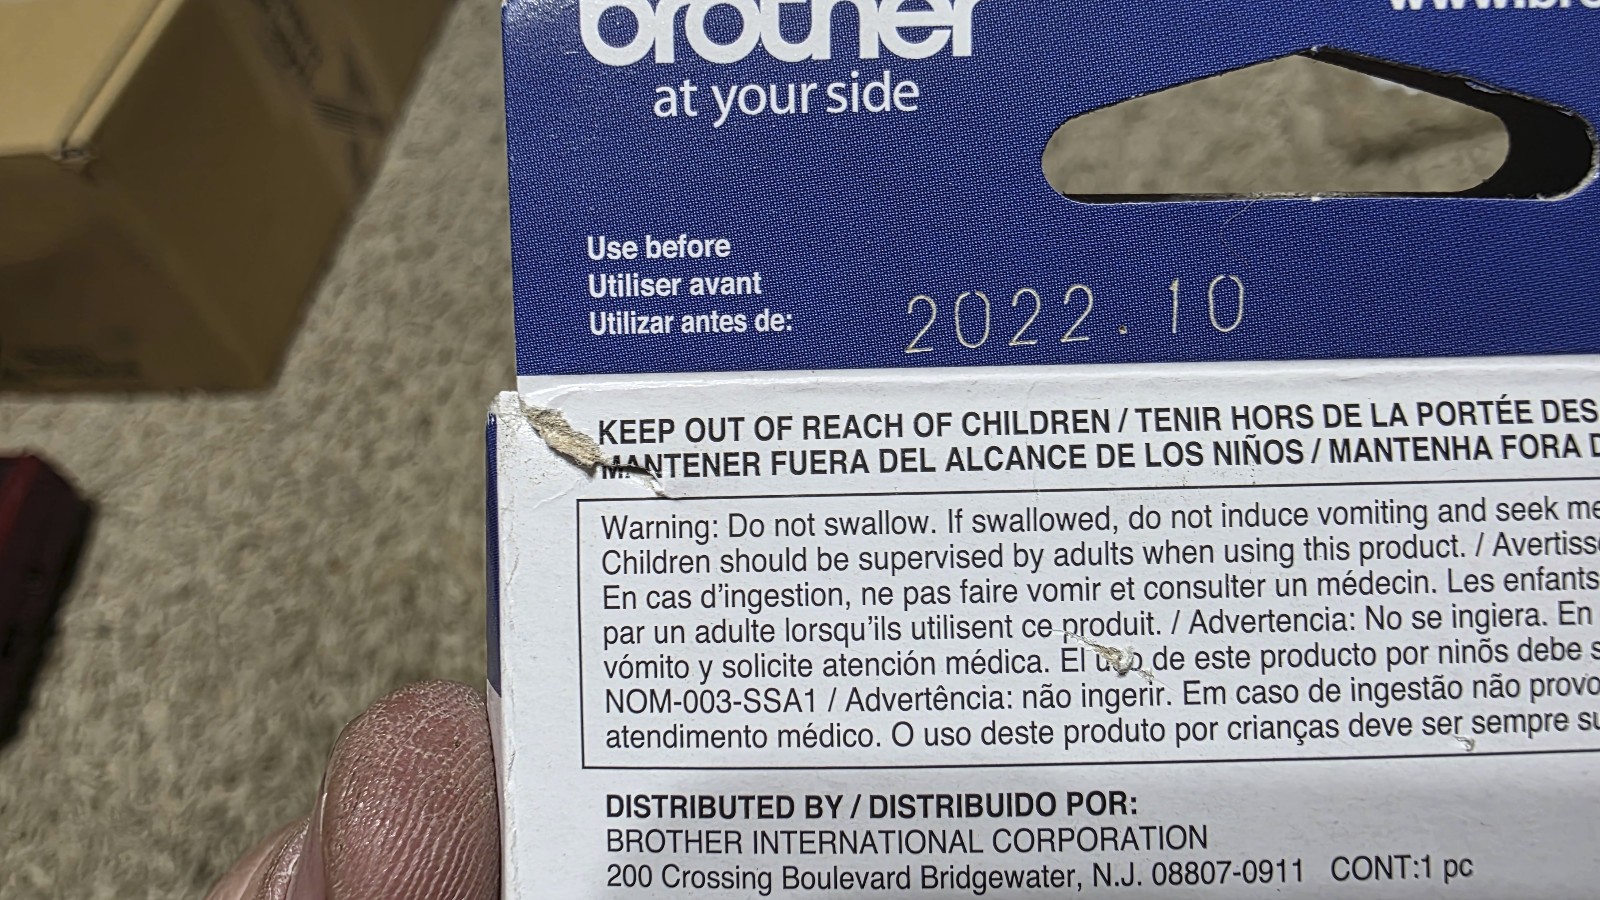 brother
at your side
Use before
Utiliser avant
Utilizar antes de:
2022.10
KEEP OUT OF REACH OF CHILDREN / TENIR HORS DE LA PORTÉE DES
MANTENER FUERA DEL ALCANCE DE LOS NIÑOS / MANTENHA FORA
Warning: Do not swallow. If swallowed, do not induce vomiting and seek
Children should be supervised by adults when using this product. /
En cas d'ingestion, ne pas faire vomir et consulter un médecin. Les enfants
par un adulte lorsqu'ils utilisent ce produit. / Advertencia: No se ingiera. En
vómito y solicite atención médica. El uso de este producto por ninõs debe
NOM-003-SSA1 / Advertência: não ingerir. Em caso de ingestão não
atendimento médico. O uso deste produto por crianças deve ser sempre
DISTRIBUTED BY / DISTRIBUIDO POR:
BROTHER INTERNATIONAL CORPORATION
200 Crossing Boulevard Bridgewater, N.J. 08807-0911 CONT:1 pc